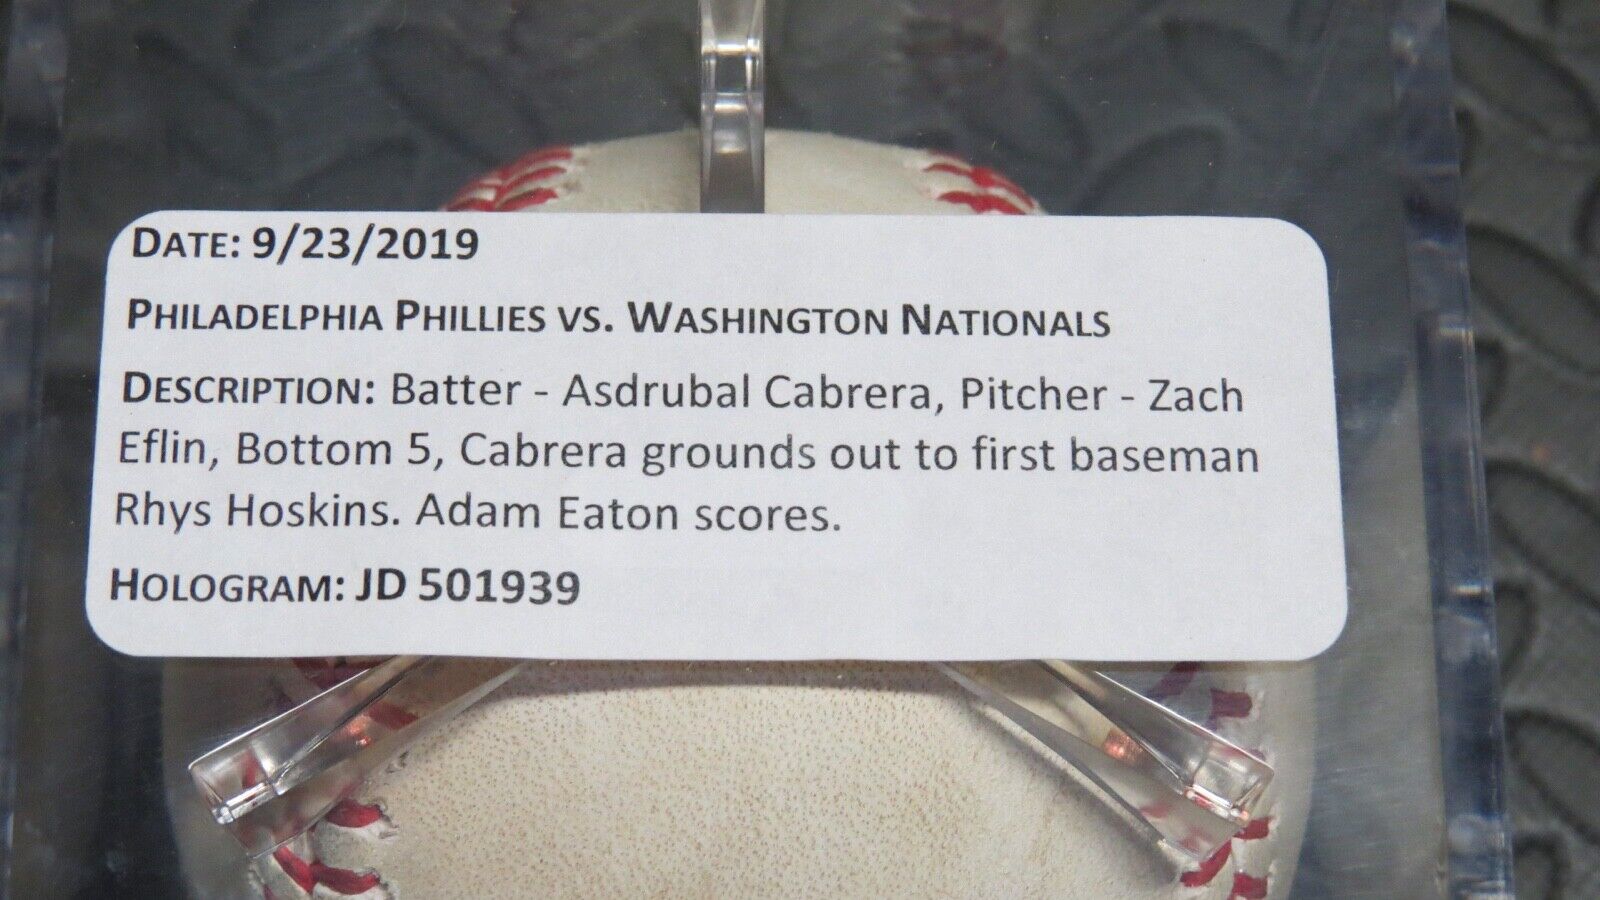 DATE: 9/23/2019
PHILADELPHIA PHILLIES VS. WASHINGTON NATIONALS
DESCRIPTION: Batter - Asdrubal Cabrera, Pitcher - Zach
Eflin, Bottom 5, Cabrera grounds out to first baseman
Rhys Hoskins. Adam Eaton scores.
HOLOGRAM: JD 501939